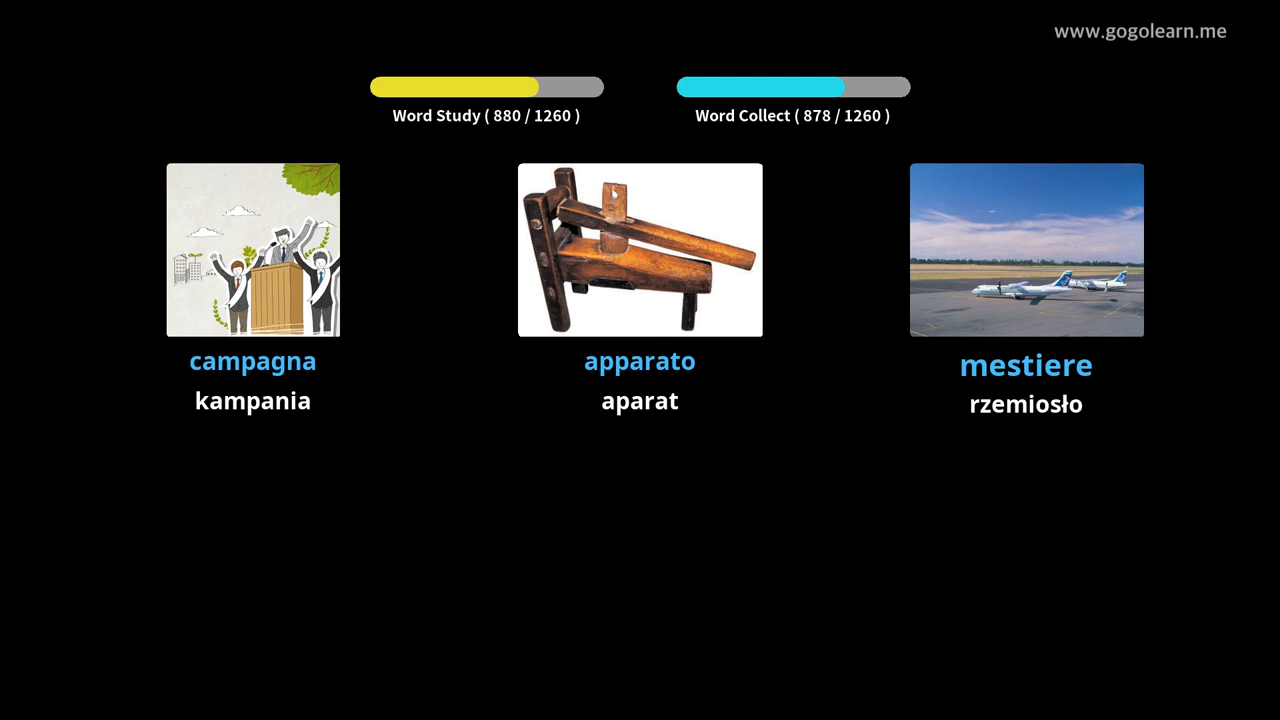 www.gogolearn.me
Word Study ( 880 / 1260 )
Word Collect ( 878 / 1260 )
campagna
kampania
apparato
aparat
mestiere
rzemiosło